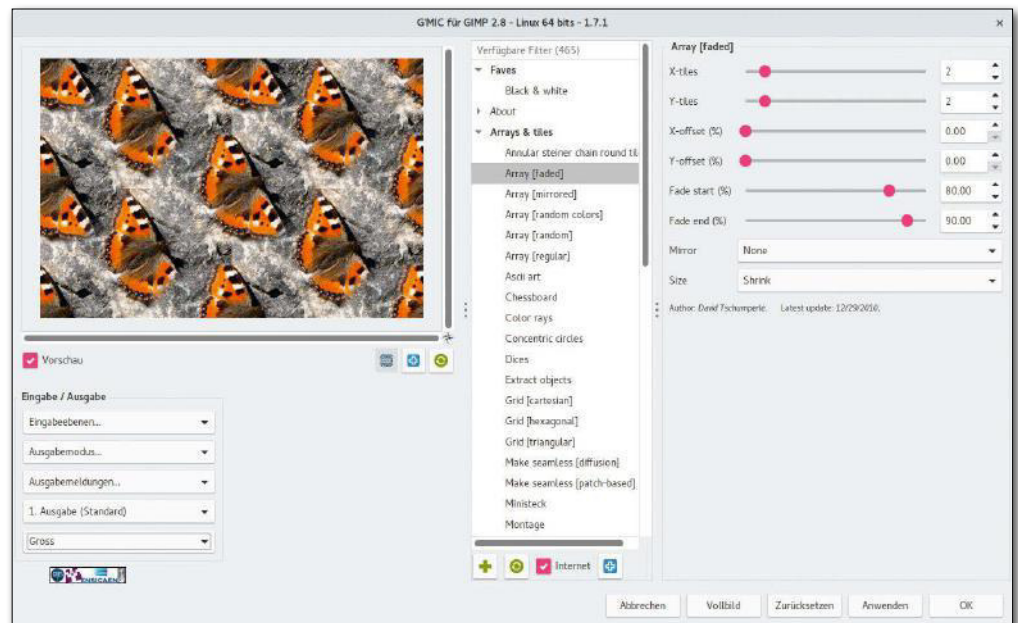 G'MIC für GIMP 2.8 - Linux 64 bits - 1.7.1
Vorschau
Eingabe / Ausgabe
Eingabeebenen...
Ausgabemodus...
Ausgabemeldungen...
1. Ausgabe (Standard)
Gross
ENSICAEN
Verfügbare Filter (465)
Faves
Black & white
About
Arrays & tiles
Annular steiner chain round til
Array [faded]
Array [mirrored]
Array [random colors]
Array [random]
Array [regular]
Ascii art
Chessboard
Color rays
Concentric circles
Dices
Extract objects
Grid [cartesian]
Grid [hexagonal]
Grid [triangular]
Make seamless [diffusion]
Make seamless [patch-based]
Ministeck
Montage
Internet
Array [faded]
X-tiles 2
Y-tiles 2
X-offset (%) 0.00
Y-offset (%) 0.00
Fade start (%) 80.00
Fade end (%) 90.00
Mirror None
Size Shrink
Author: David Tschumperlé. Latest update: 12/29/2010.
Abbrechen Vollbild Zurücksetzen Anwenden OK